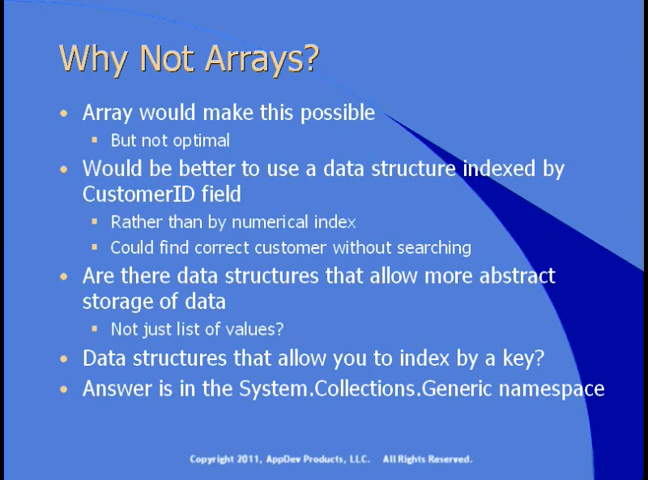 Why Not Arrays?
• Array would make this possible
▪ But not optimal
• Would be better to use a data structure indexed by
CustomerID field
▪ Rather than by numerical index
▪ Could find correct customer without searching
• Are there data structures that allow more abstract
storage of data
▪ Not just list of values?
• Data structures that allow you to index by a key?
• Answer is in the System.Collections.Generic namespace
Copyright 2011, AppDev Products, LLC. All Rights Reserved.